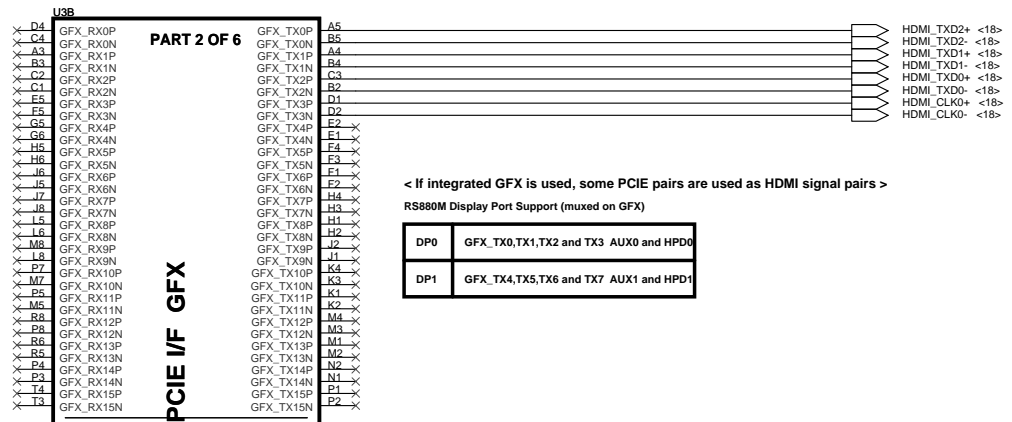 U3B
PART 2 OF 6
D4 GFX_RX0P GFX_TX0P A5 HDMI_TXD2+ <18>
C4 GFX_RX0N GFX_TX0N B5 HDMI_TXD2- <18>
A3 GFX_RX1P GFX_TX1P A4 HDMI_TXD1+ <18>
B3 GFX_RX1N GFX_TX1N B4 HDMI_TXD1- <18>
C2 GFX_RX2P GFX_TX2P C3 HDMI_TXD0+ <18>
C1 GFX_RX2N GFX_TX2N B2 HDMI_TXD0- <18>
E5 GFX_RX3P GFX_TX3P D1 HDMI_CLK0+ <18>
F5 GFX_RX3N GFX_TX3N D2 HDMI_CLK0- <18>
G5 GFX_RX4P GFX_TX4P E2
G6 GFX_RX4N GFX_TX4N E1
H5 GFX_RX5P GFX_TX5P F4
H6 GFX_RX5N GFX_TX5N F3
J6 GFX_RX6P GFX_TX6P F1
J5 GFX_RX6N GFX_TX6N F2
J7 GFX_RX7P GFX_TX7P H4
J8 GFX_RX7N GFX_TX7N H3
L5 GFX_RX8P GFX_TX8P H1
L6 GFX_RX8N GFX_TX8N H2
M8 GFX_RX9P GFX_TX9P J2
L8 GFX_RX9N GFX_TX9N J1
P7 GFX_RX10P GFX_TX10P K4
M7 GFX_RX10N GFX_TX10N K3
P5 GFX_RX11P GFX_TX11P K1
M5 GFX_RX11N GFX_TX11N K2
R8 GFX_RX12P GFX_TX12P M4
P8 GFX_RX12N GFX_TX12N M3
R6 GFX_RX13P GFX_TX13P M1
R5 GFX_RX13N GFX_TX13N M2
P4 GFX_RX14P GFX_TX14P N2
P3 GFX_RX14N GFX_TX14N N1
T4 GFX_RX15P GFX_TX15P P1
T3 GFX_RX15N GFX_TX15N P2
PCIE I/F GFX
< If integrated GFX is used, some PCIE pairs are used as HDMI signal pairs >
RS880M Display Port Support (muxed on GFX)
DP0 GFX_TX0,TX1,TX2 and TX3 AUX0 and HPD0
DP1 GFX_TX4,TX5,TX6 and TX7 AUX1 and HPD1